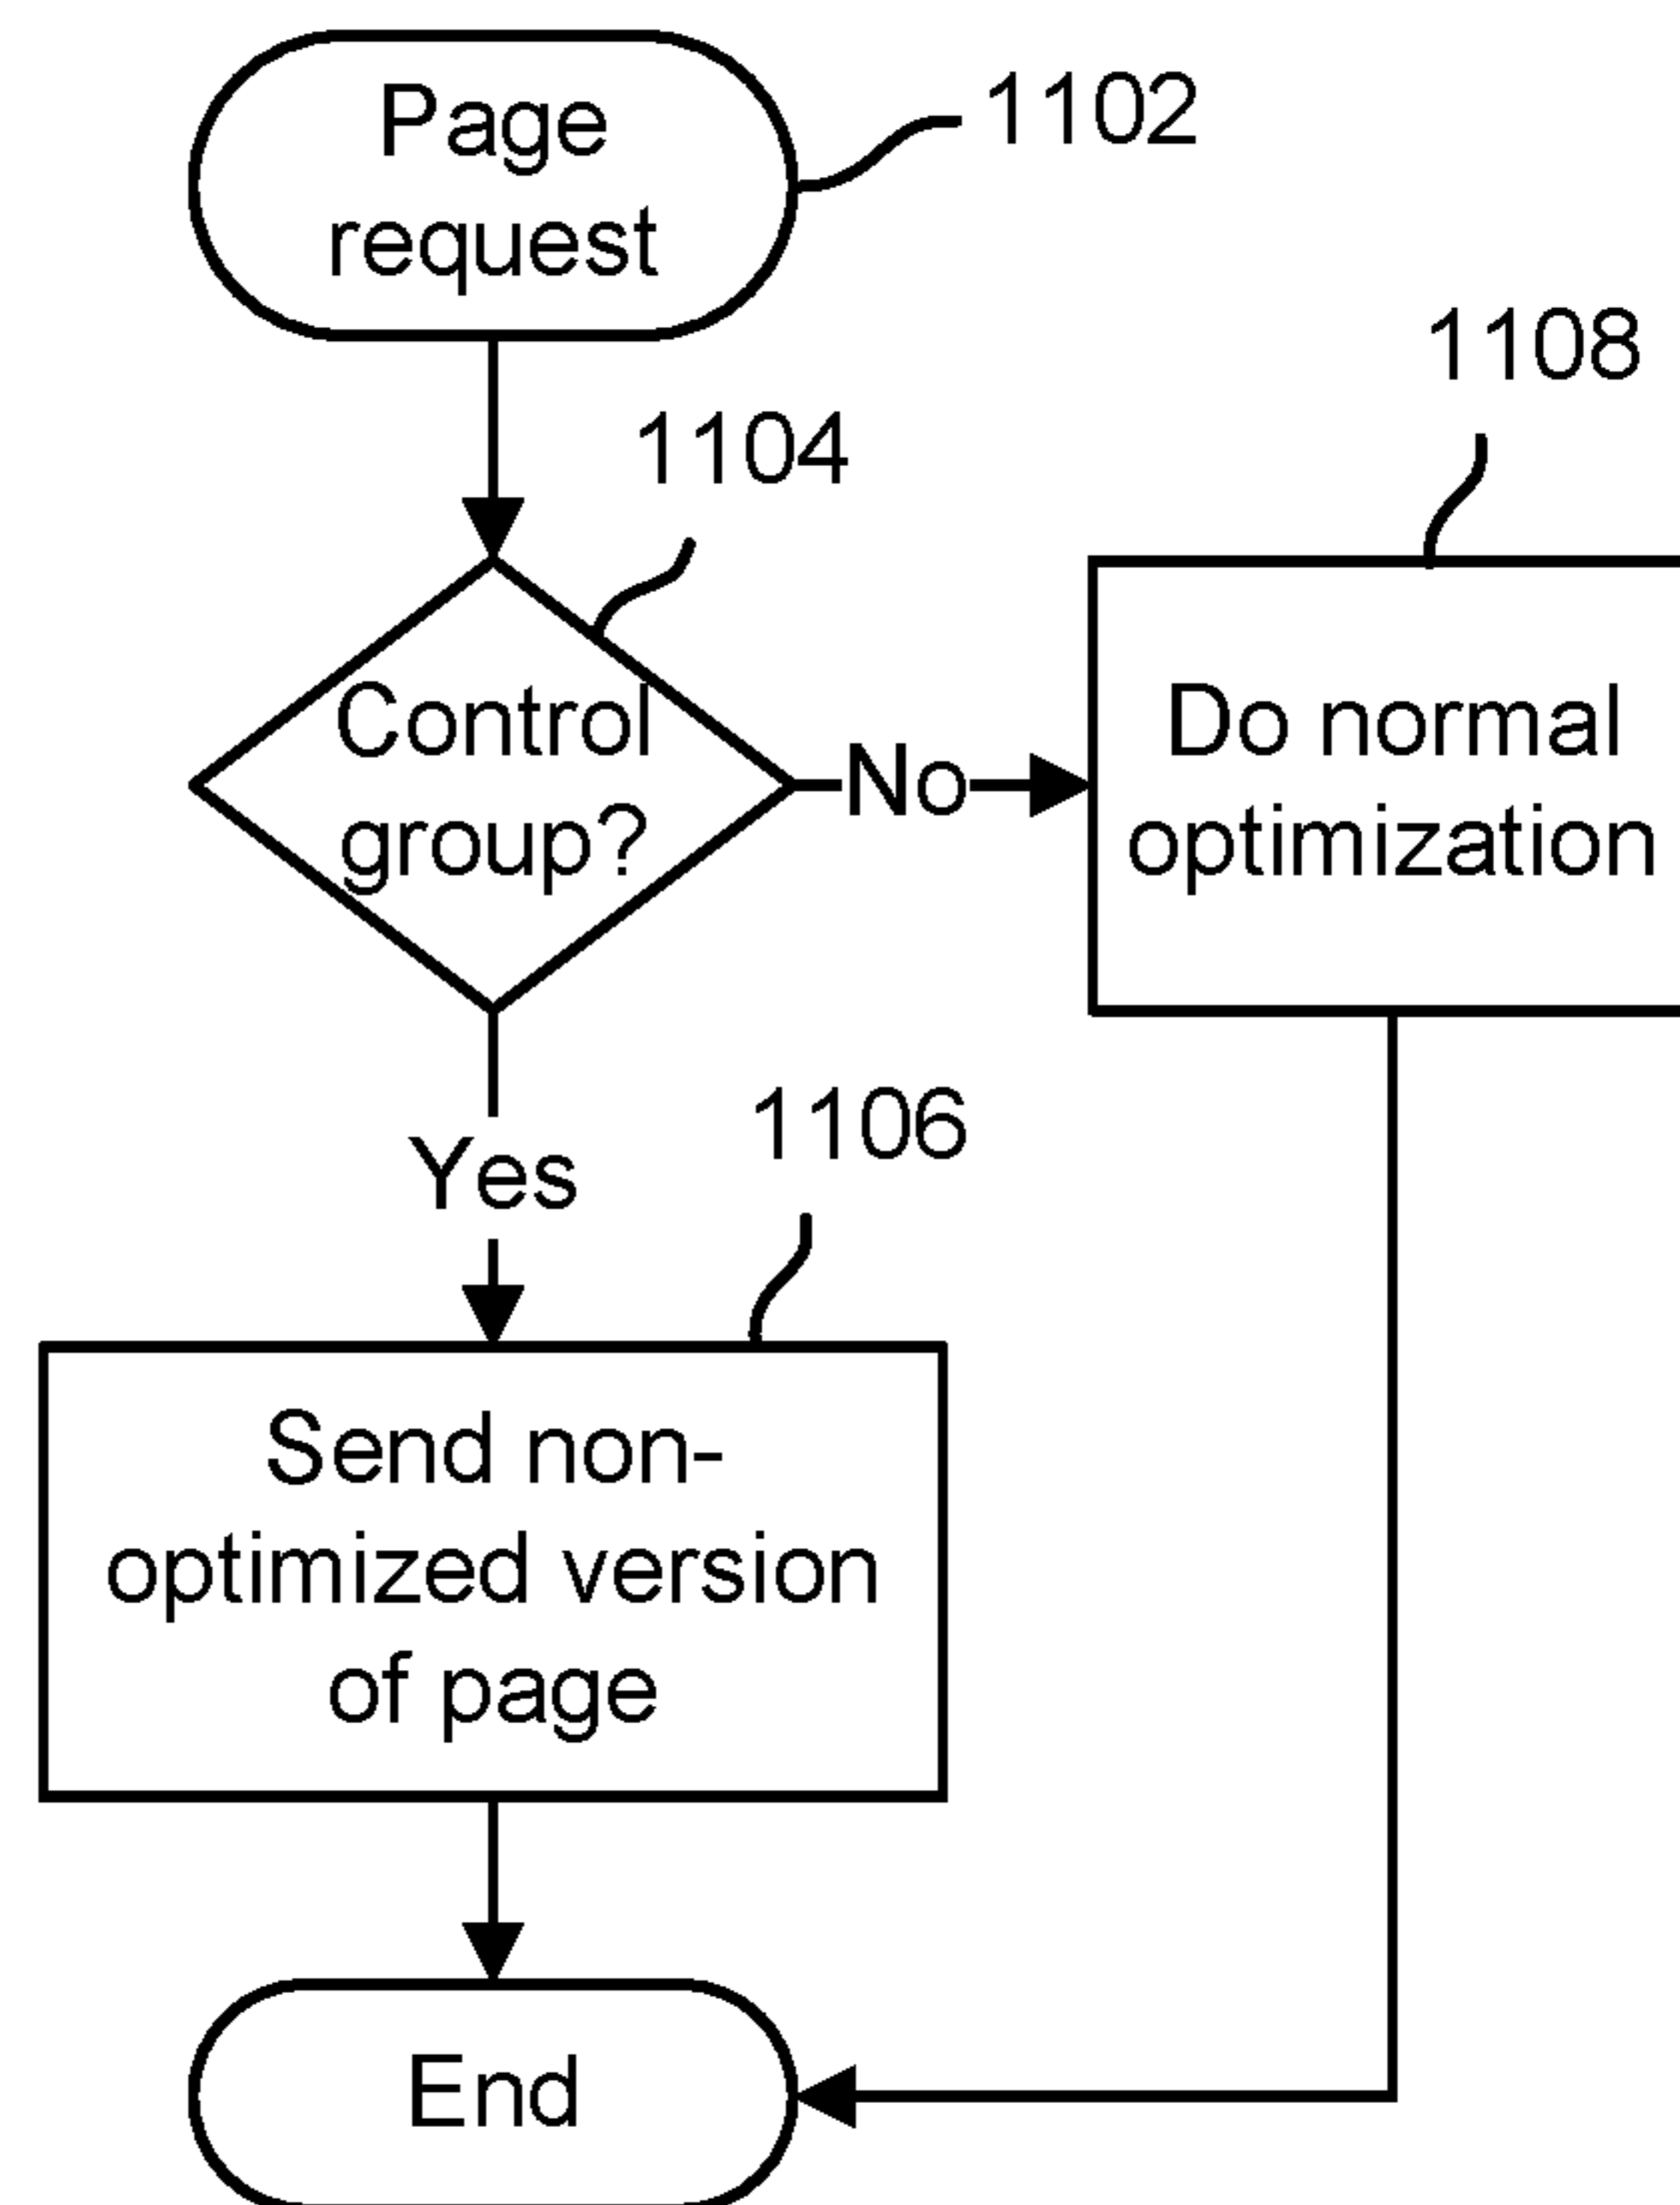 Page
request
1102
1108
1104
Control
group?
No
Do normal
optimization
Yes
1106
Send non-
optimized version
of page
End